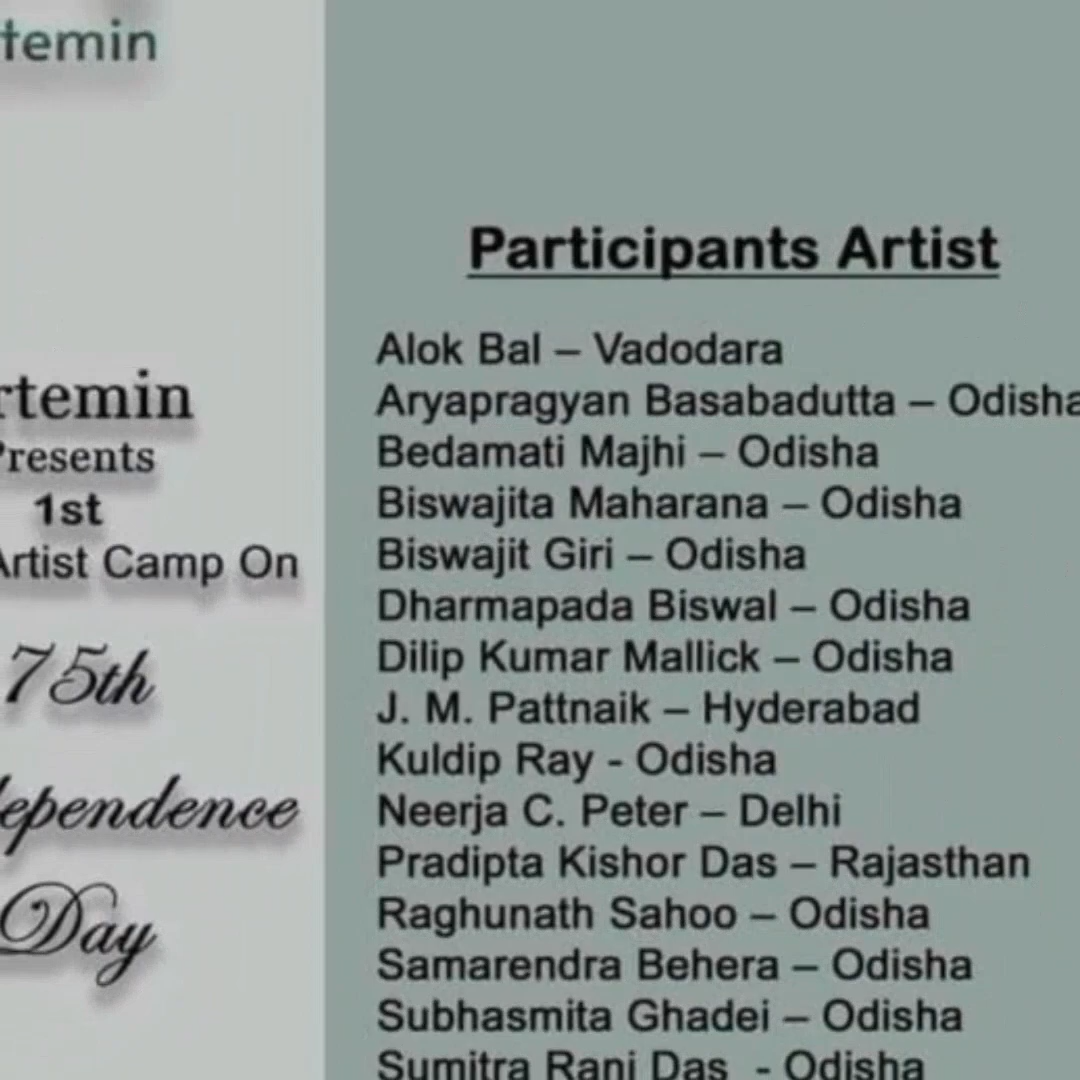 temin
rtemin
Presents
1st
Artist Camp On
75th
dependence
Day
Participants Artist
Alok Bal – Vadodara
Aryapragyan Basabadutta – Odisha
Bedamati Majhi – Odisha
Biswajita Maharana – Odisha
Biswajit Giri – Odisha
Dharmapada Biswal – Odisha
Dilip Kumar Mallick – Odisha
J. M. Pattnaik – Hyderabad
Kuldip Ray - Odisha
Neerja C. Peter – Delhi
Pradipta Kishor Das – Rajasthan
Raghunath Sahoo – Odisha
Samarendra Behera – Odisha
Subhasmita Ghadei – Odisha
Sumitra Rani Das - Odisha